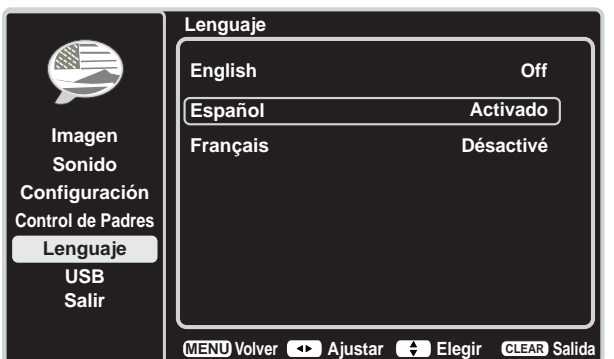 Lenguaje
English Off
Español Activado
Français Désactivé
Imagen
Sonido
Configuración
Control de Padres
Lenguaje
USB
Salir
MENU Volver Ajustar Elegir CLEAR Salida